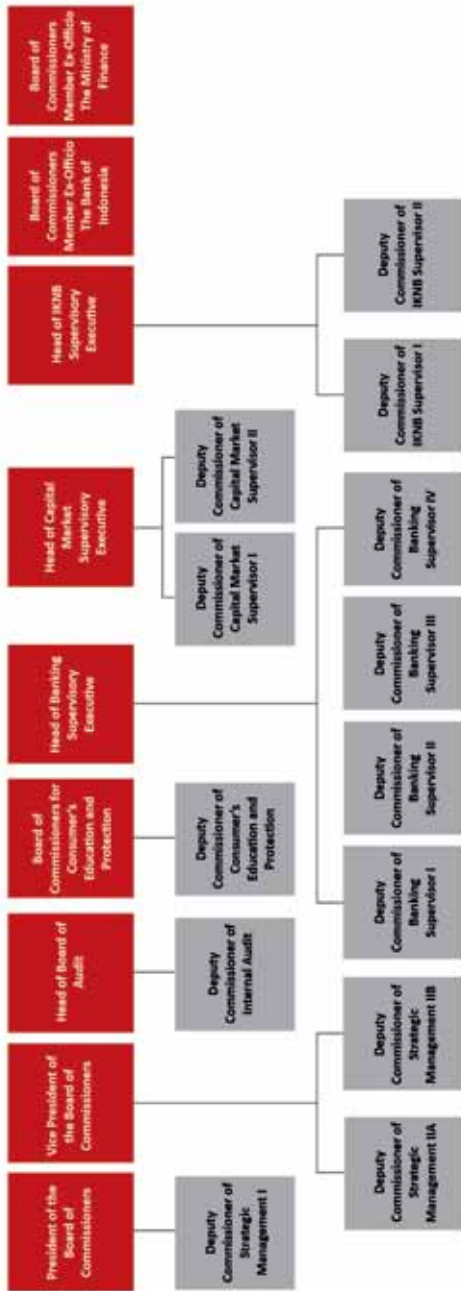 President of the
Board of
Commissioners
Vice President of
the Board of
Commissioners
Head of Board of
Audit
Board of
Commissioners for
Consumer's
Education and
Protection
Head of Banking
Supervisory
Executive
Head of Capital
Market
Supervisory
Executive
Head of IKNB
Supervisory
Executive
Board of
Commissioners
Member Ex-Officio
The Bank of
Indonesia
Board of
Commissioners
Member Ex-Officio
The Ministry of
Finance
Deputy
Commissioner of
Strategic
Management I
Deputy
Commissioner of
Internal Audit
Deputy
Commissioner of
Consumer's
Education and
Protection
Deputy
Commissioner of
Capital Market
Supervisor I
Deputy
Commissioner of
Capital Market
Supervisor II
Deputy
Commissioner of
Strategic
Management IIA
Deputy
Commissioner of
Strategic
Management IIB
Deputy
Commissioner of
Banking
Supervisor I
Deputy
Commissioner of
Banking
Supervisor II
Deputy
Commissioner of
Banking
Supervisor III
Deputy
Commissioner of
Banking
Supervisor IV
Deputy
Commissioner of
IKNB Supervisor I
Deputy
Commissioner of
IKNB Supervisor II